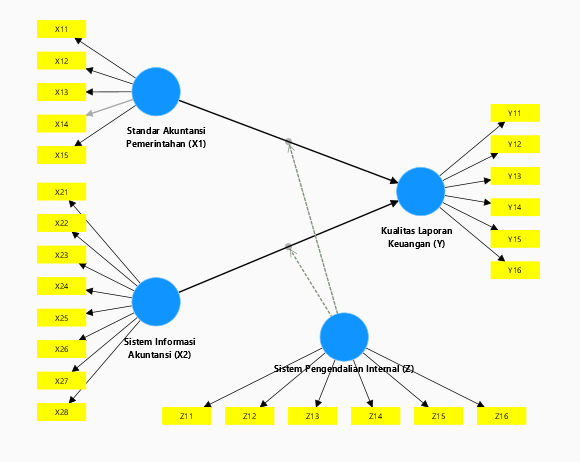 X11
X12
X13
X14
X15
Standar Akuntansi
Pemerintahan (X1)
X21
X22
X23
X24
X25
X26
X27
X28
Sistem Informasi
Akuntansi (X2)
Y11
Y12
Y13
Y14
Y15
Y16
Kualitas Laporan
Keuangan (Y)
Sistem Pengendalian Internal (Z)
Z11
Z12
Z13
Z14
Z15
Z16